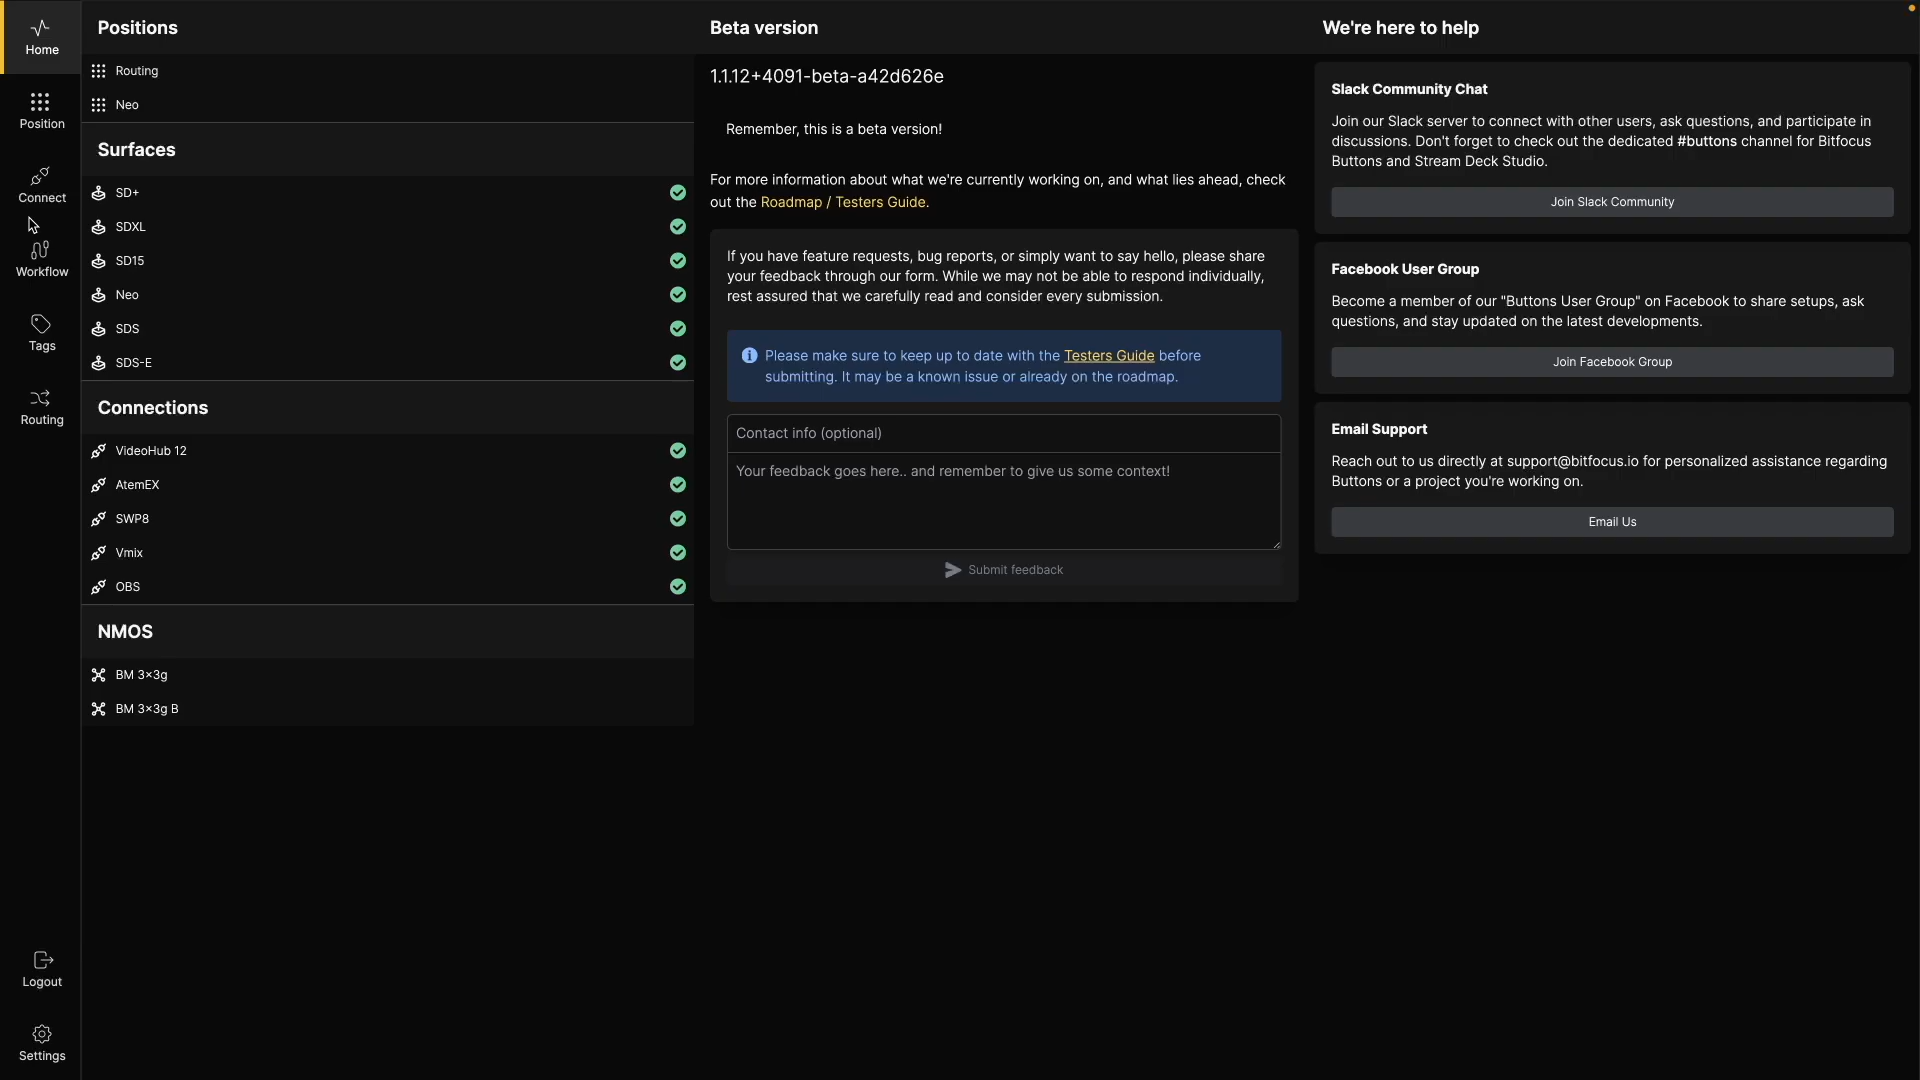 Home
Position
Connect
Workflow
Tags
Routing
Logout
Settings
Positions
Routing
Neo
Surfaces
SD+
SDXL
SD15
Neo
SDS
SDS-E
Connections
VideoHub 12
AtemEX
SWP8
Vmix
OBS
NMOS
BM 3x3g
BM 3x3g B
Beta version
1.1.12+4091-beta-a42d626e
Remember, this is a beta version!
For more information about what we're currently working on, and what lies ahead, check
out the Roadmap / Testers Guide.
If you have feature requests, bug reports, or simply want to say hello, please share
your feedback through our form. While we may not be able to respond individually,
rest assured that we carefully read and consider every submission.
Please make sure to keep up to date with the Testers Guide before
submitting. It may be a known issue or already on the roadmap.
Contact info (optional)
Your feedback goes here.. and remember to give us some context!
Submit feedback
We're here to help
Slack Community Chat
Join our Slack server to connect with other users, ask questions, and participate in
discussions. Don't forget to check out the dedicated #buttons channel for Bitfocus
Buttons and Stream Deck Studio.
Join Slack Community
Facebook User Group
Become a member of our "Buttons User Group" on Facebook to share setups, ask
questions, and stay updated on the latest developments.
Join Facebook Group
Email Support
Reach out to us directly at support@bitfocus.io for personalized assistance regarding
Buttons or a project you're working on.
Email Us